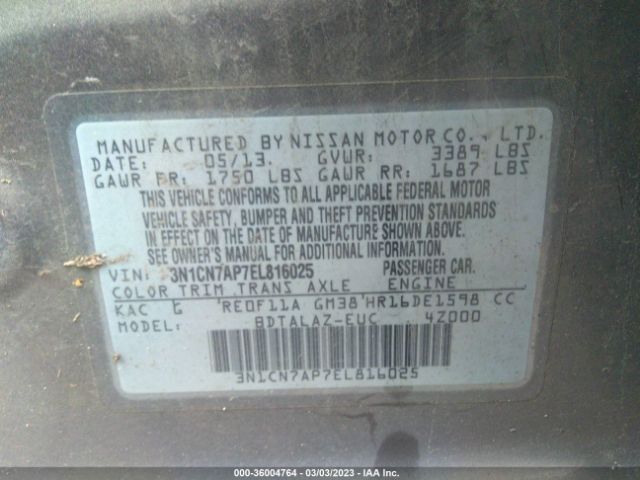 MANUFACTURED BY NISSAN MOTOR CO., LTD.
DATE: 05/13. GVWR: 3389 LBS
GAWR FR: 1750 LBS GAWR RR: 1687 LBS
THIS VEHICLE CONFORMS TO ALL APPLICABLE FEDERAL MOTOR
VEHICLE SAFETY, BUMPER AND THEFT PREVENTION STANDARDS
IN EFFECT ON THE DATE OF MANUFACTURE SHOWN ABOVE.
SEE OWNER'S MANUAL FOR ADDITIONAL INFORMATION.
VIN: 3N1CN7AP7EL816025 PASSENGER CAR.
COLOR TRIM TRANS AXLE ENGINE
KAC G RE0F11A GM38 HR16DE1598 CC
MODEL: BDTALAZ-EUC 4Z000
3N1CN7AP7EL816025
000-36004764 | 03/03/2023 - IAA Inc.